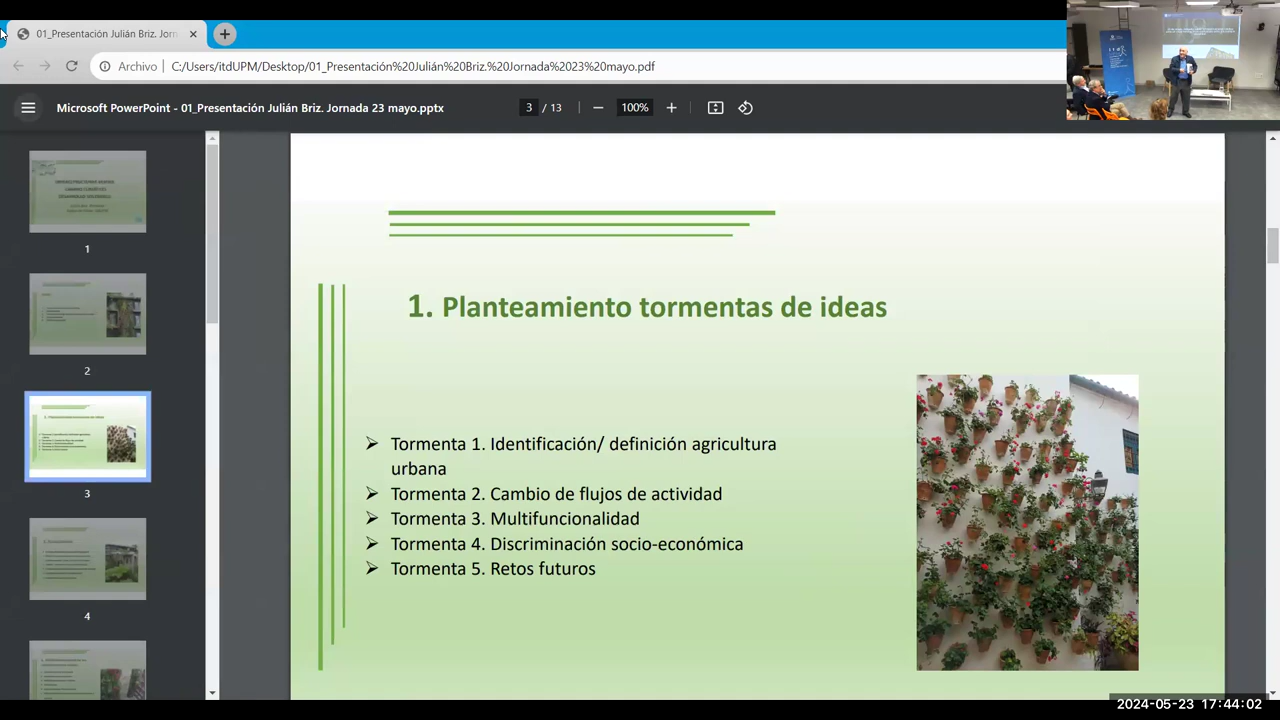 01_Presentación Julián Briz. Jorn
Archivo
C:/Users/itdUPM/Desktop/01_Presentación%20Julián%20Briz.%20Jornada%2023%20mayo.pdf
Microsoft PowerPoint - 01_Presentación Julián Briz. Jornada 23 mayo.pptx
3 / 13
100%
1
2
3
4
1. Planteamiento tormentas de ideas
Tormenta 1. Identificación/ definición agricultura
urbana
Tormenta 2. Cambio de flujos de actividad
Tormenta 3. Multifuncionalidad
Tormenta 4. Discriminación socio-económica
Tormenta 5. Retos futuros
2024-05-23 17:44:02